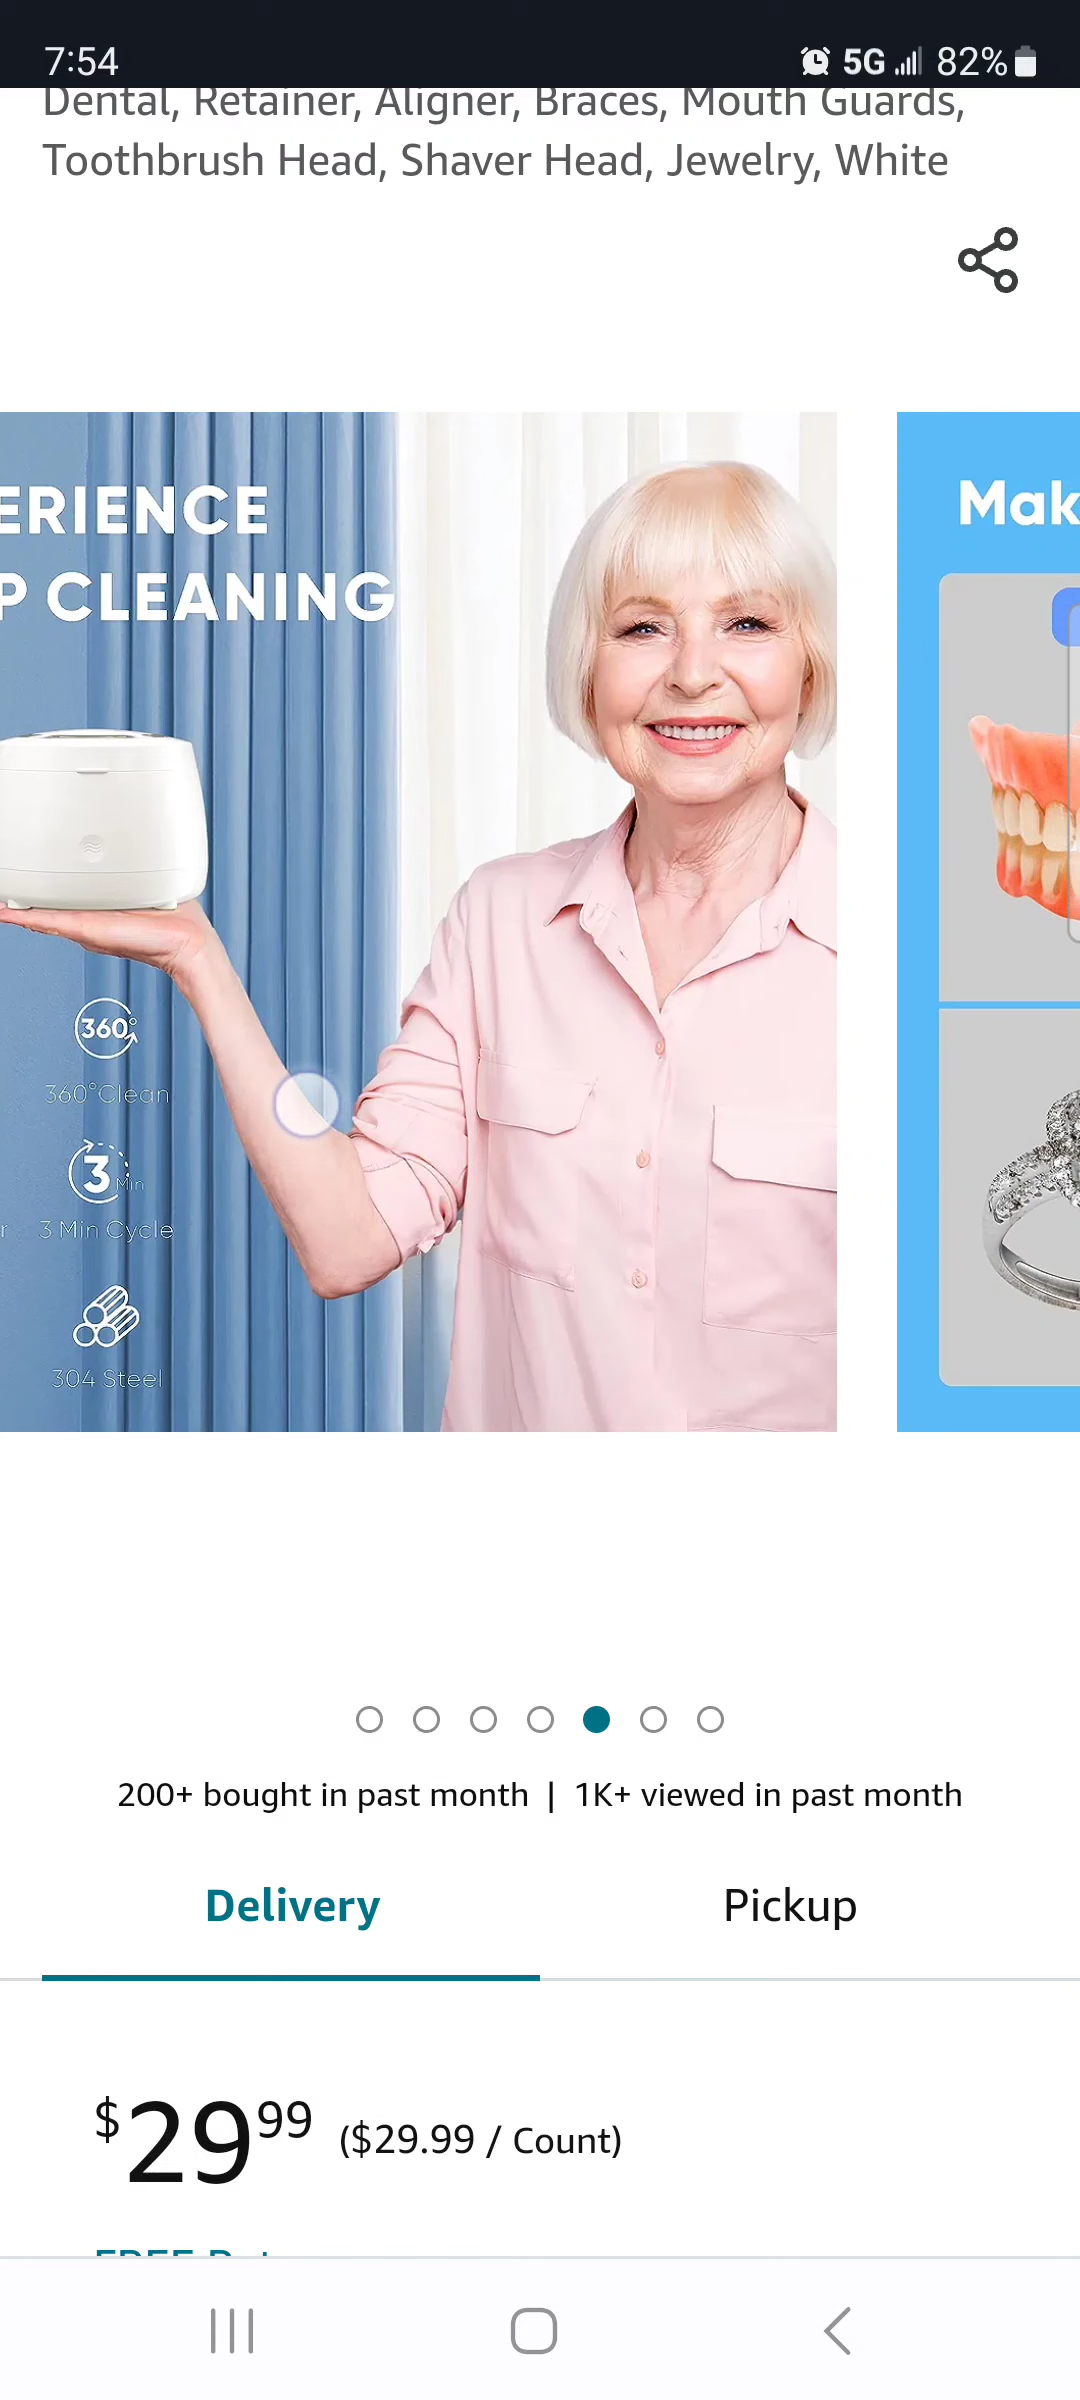 7:54
5G 82%
Dental, Retainer, Aligner, Braces, Mouth Guards,
Toothbrush Head, Shaver Head, Jewelry, White
ERIENCE
P CLEANING
360°
360°Clean
3 Min
r 3 Min Cycle
304 Steel
Mak
200+ bought in past month | 1K+ viewed in past month
Delivery Pickup
$29 99 ($29.99 / Count)